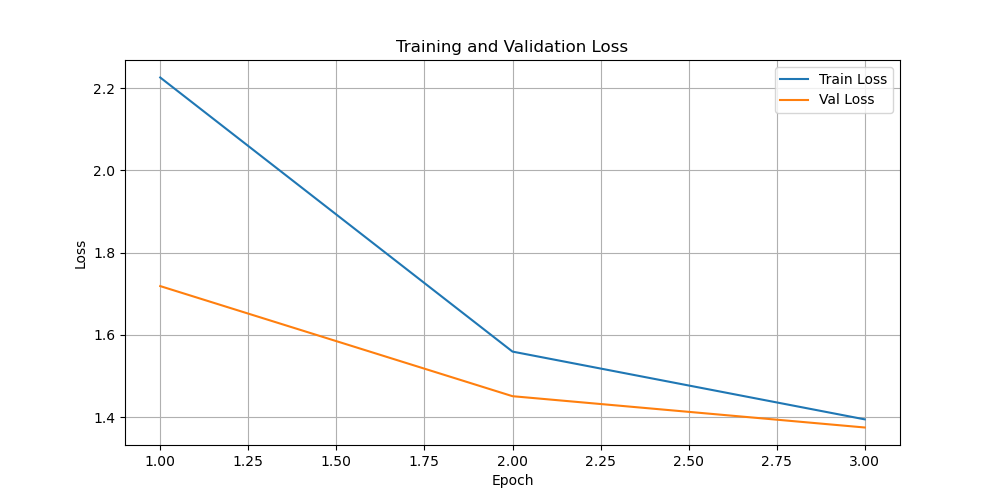 Training and Validation Loss
Train Loss
Val Loss
2.2
2.0
1.8
1.6
1.4
Loss
1.00 1.25 1.50 1.75 2.00 2.25 2.50 2.75 3.00
Epoch